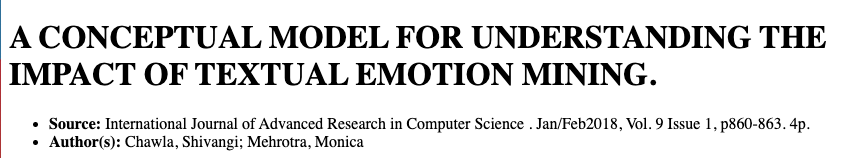 A CONCEPTUAL MODEL FOR UNDERSTANDING THE
IMPACT OF TEXTUAL EMOTION MINING.
• Source: International Journal of Advanced Research in Computer Science . Jan/Feb2018, Vol. 9 Issue 1, p860-863. 4p.
• Author(s): Chawla, Shivangi; Mehrotra, Monica